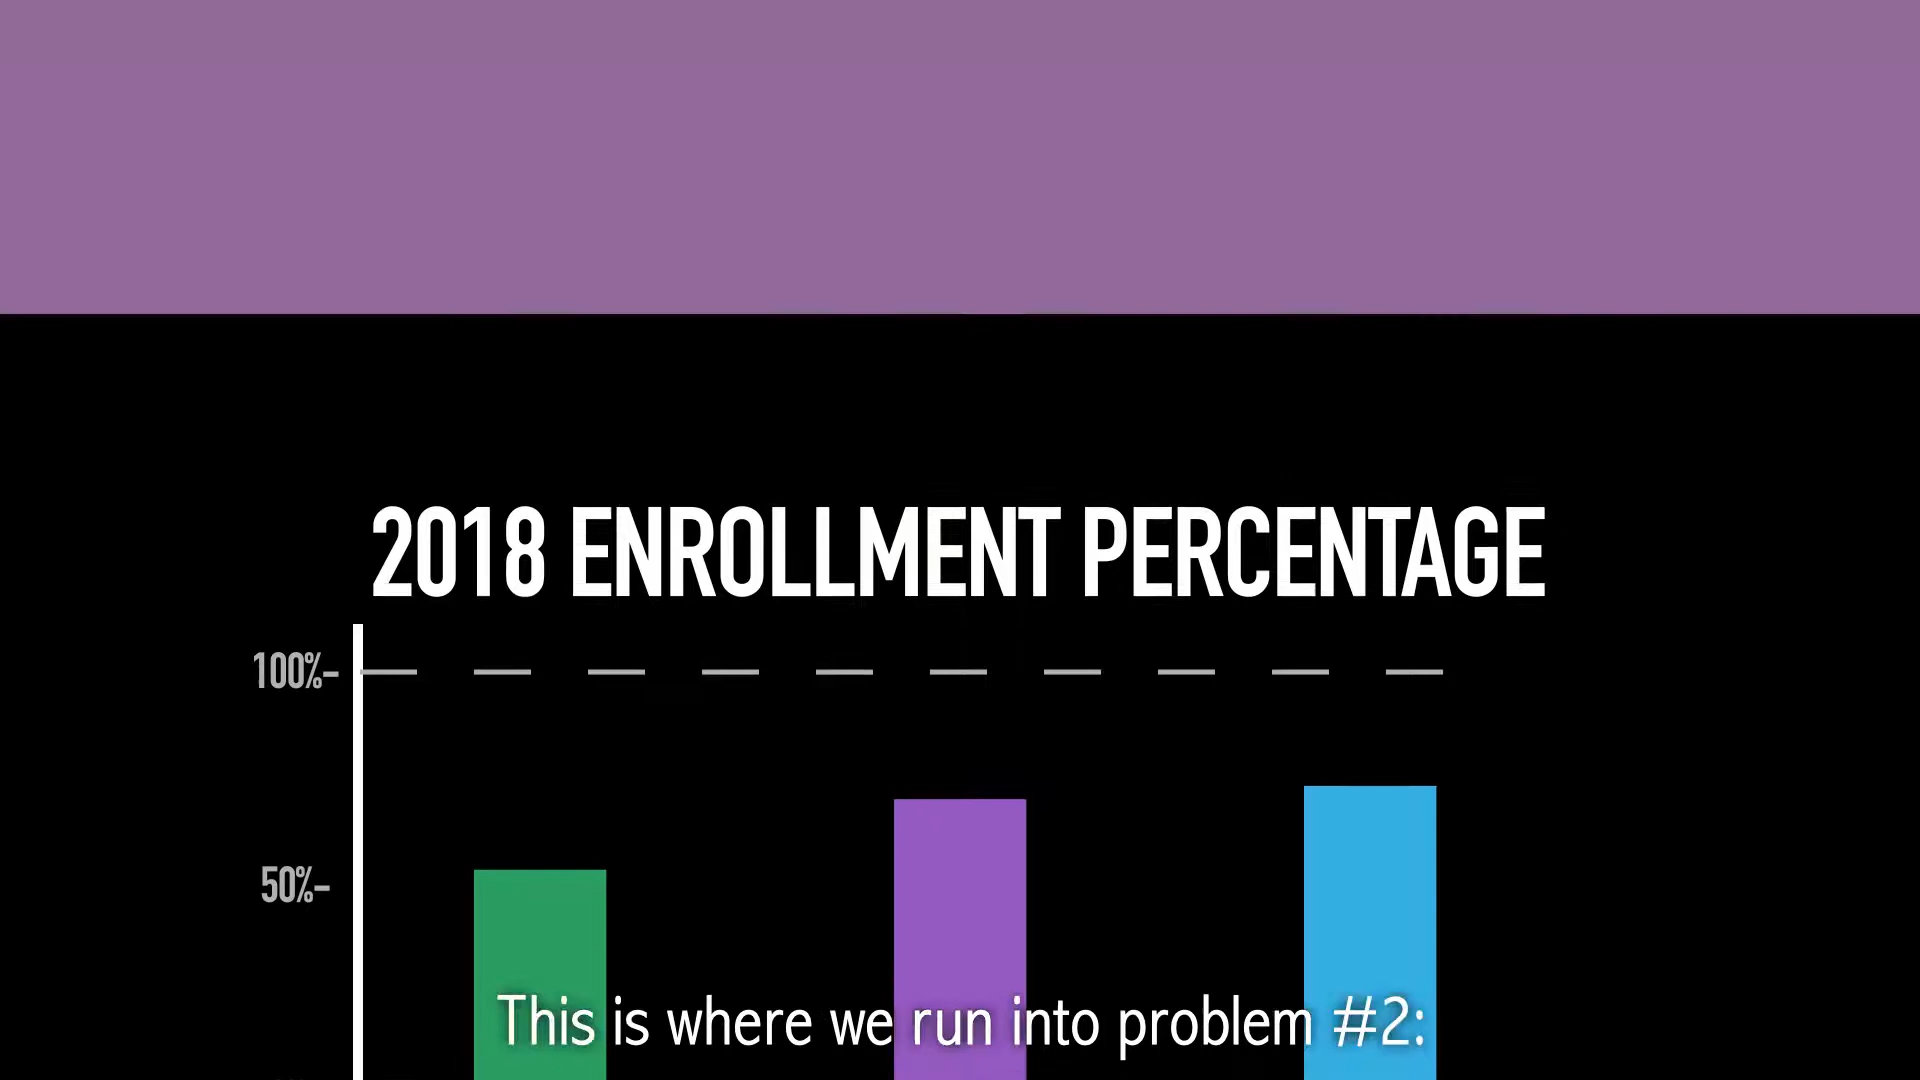 2018 ENROLLMENT PERCENTAGE
100%-
50%-
This is where we run into problem #2: